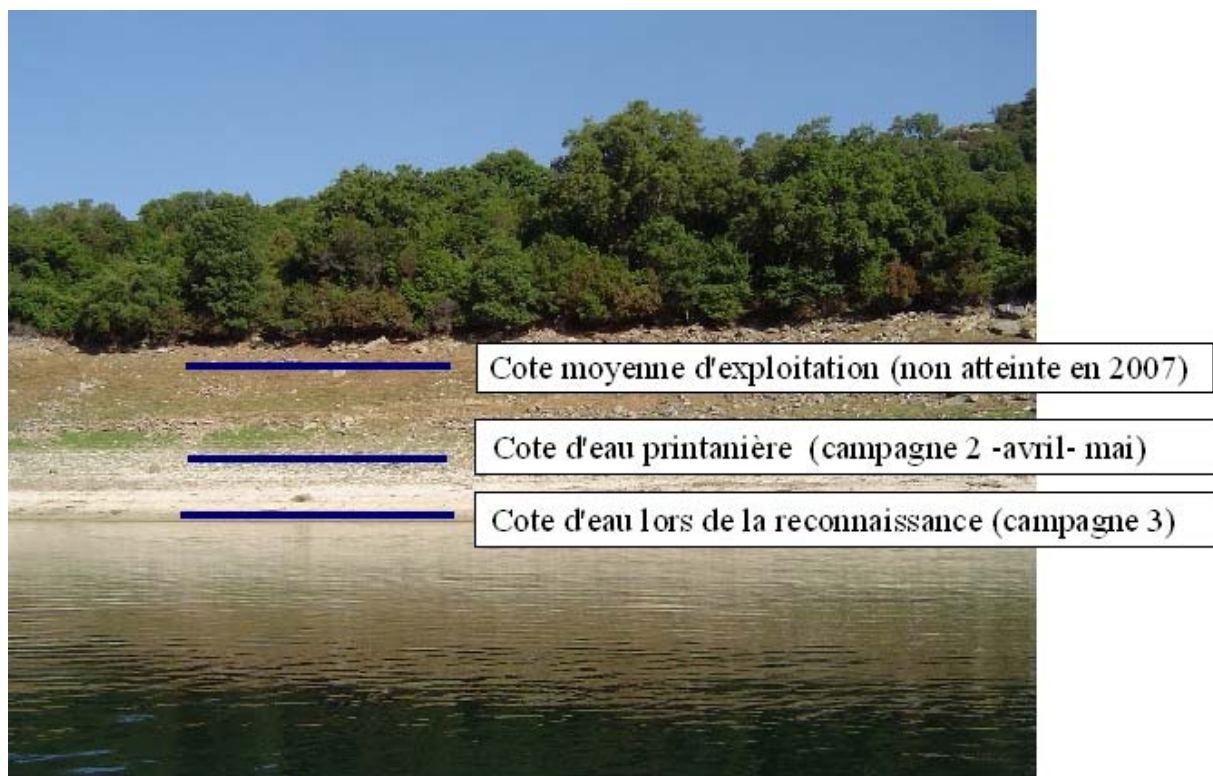 Cote moyenne d'exploitation (non atteinte en 2007)
Cote d'eau printanière (campagne 2 -avril- mai)
Cote d'eau lors de la reconnaissance (campagne 3)